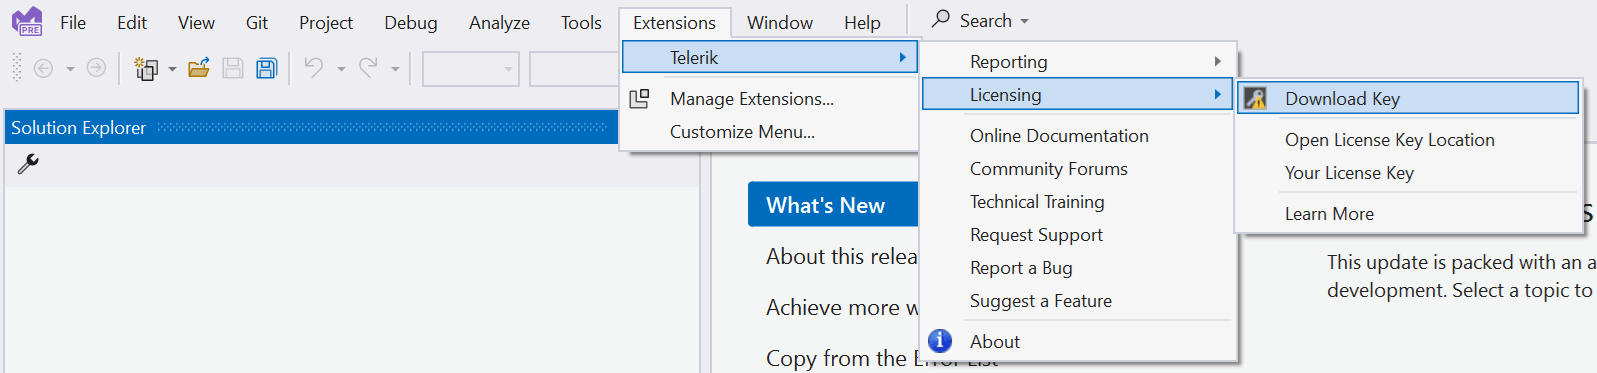 PRE
File Edit View Git Project Debug Analyze Tools Extensions Window Help Search
Telerik
Manage Extensions...
Customize Menu...
Reporting
Licensing
Online Documentation
Community Forums
Technical Training
Request Support
Report a Bug
Suggest a Feature
About
Download Key
Open License Key Location
Your License Key
Learn More
Solution Explorer
What's New
About this relea
Achieve more w
Copy from the Error List
This update is packed with an a
development. Select a topic to